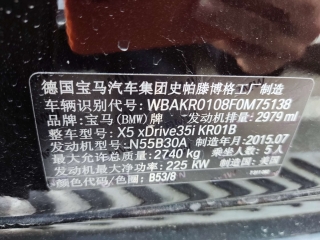 德国宝马汽车集团史帕滕博格工厂制造
车辆识别代号: WBAKR0108F0M75138
品牌: 宝马(BMW)牌 发动机排量: 2979 ml
整车型号: X5 xDrive35i KR01B
发动机型号: N55B30A 制造年月: 2015.07
最大允许总质量: 2740 kg 乘坐人数: 5人
发动机最大净功率: 225 KW 制造国: 美国
颜色代码/色圈: B53/8